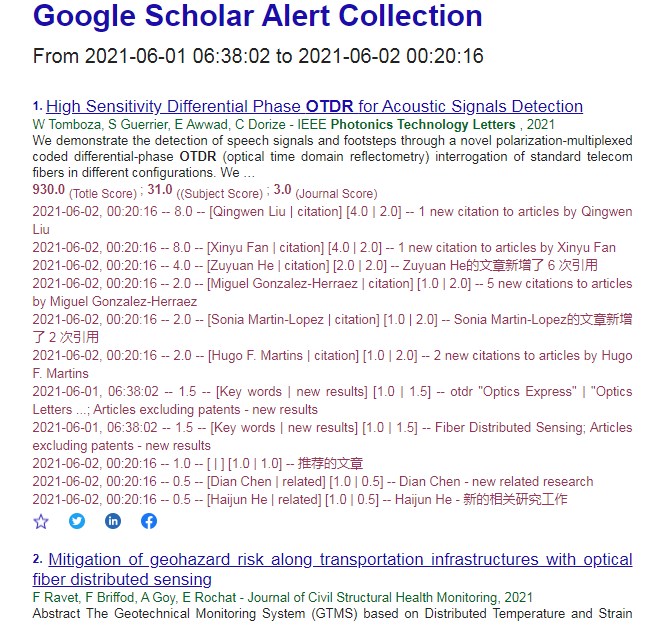 Google Scholar Alert Collection
From 2021-06-01 06:38:02 to 2021-06-02 00:20:16
1. High Sensitivity Differential Phase OTDR for Acoustic Signals Detection
W Tomboza, S Guerrier, E Awwad, C Dorize - IEEE Photonics Technology Letters , 2021
We demonstrate the detection of speech signals and footsteps through a novel polarization-multiplexed
coded differential-phase OTDR (optical time domain reflectometry) interrogation of standard telecom
fibers in different configurations. We ...
930.0 (Totle Score) ; 31.0 ((Subject Score) ; 3.0 (Journal Score)
2021-06-02, 00:20:16 -- 8.0 -- [Qingwen Liu | citation] [4.0 | 2.0] -- 1 new citation to articles by Qingwen
Liu
2021-06-02, 00:20:16 -- 8.0 -- [Xinyu Fan | citation] [4.0 | 2.0] -- 1 new citation to articles by Xinyu Fan
2021-06-02, 00:20:16 -- 4.0 -- [Zuyuan He | citation] [2.0 | 2.0] -- Zuyuan He的文章新增了 6 次引用
2021-06-02, 00:20:16 -- 2.0 -- [Miguel Gonzalez-Herraez | citation] [1.0 | 2.0] -- 5 new citations to articles
by Miguel Gonzalez-Herraez
2021-06-02, 00:20:16 -- 2.0 -- [Sonia Martin-Lopez | citation] [1.0 | 2.0] -- Sonia Martin-Lopez的文章新增
了 2 次引用
2021-06-02, 00:20:16 -- 2.0 -- [Hugo F. Martins | citation] [1.0 | 2.0] -- 2 new citations to articles by Hugo
F. Martins
2021-06-01, 06:38:02 -- 1.5 -- [Key words | new results] [1.0 | 1.5] -- otdr "Optics Express" | "Optics
Letters ...; Articles excluding patents - new results
2021-06-01, 06:38:02 -- 1.5 -- [Key words | new results] [1.0 | 1.5] -- Fiber Distributed Sensing; Articles
excluding patents - new results
2021-06-02, 00:20:16 -- 1.0 -- [ | ] [1.0 | 1.0] -- 推荐的文章
2021-06-02, 00:20:16 -- 0.5 -- [Dian Chen | related] [1.0 | 0.5] -- Dian Chen - new related research
2021-06-02, 00:20:16 -- 0.5 -- [Haijun He | related] [1.0 | 0.5] -- Haijun He - 新的相关研究工作
2. Mitigation of geohazard risk along transportation infrastructures with optical
fiber distributed sensing
F Ravet, F Briffod, A Goy, E Rochat - Journal of Civil Structural Health Monitoring, 2021
Abstract The Geotechnical Monitoring System (GTMS) based on Distributed Temperature and Strain